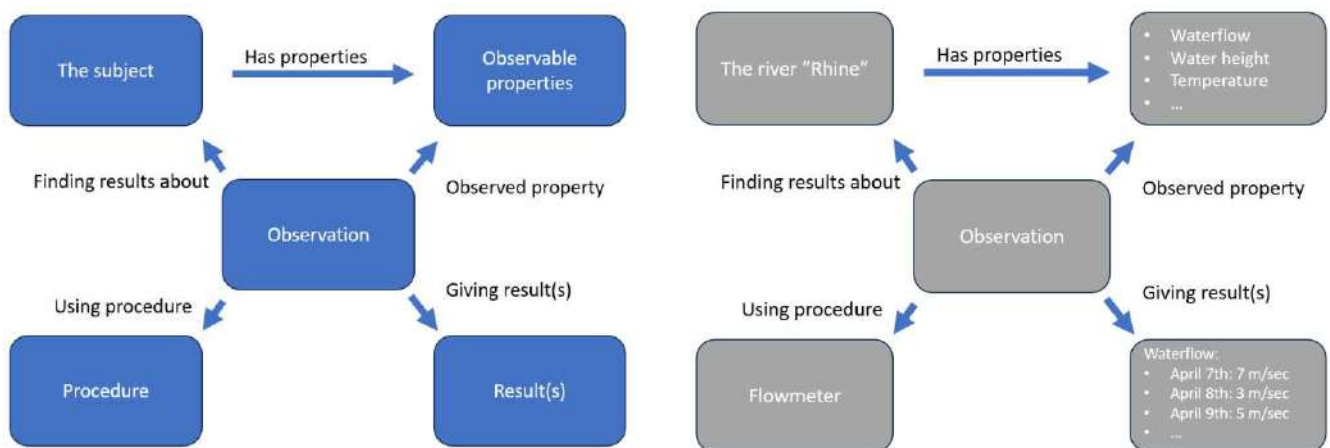 The subject
Has properties
Observable
properties
Finding results about
Observed property
Observation
Using procedure
Giving result(s)
Procedure
Result(s)
The river "Rhine"
Has properties
• Waterflow
• Water height
• Temperature
• ...
Finding results about
Observed property
Observation
Using procedure
Giving result(s)
Flowmeter
Waterflow:
• April 7th: 7 m/sec
• April 8th: 3 m/sec
• April 9th: 5 m/sec
• ...